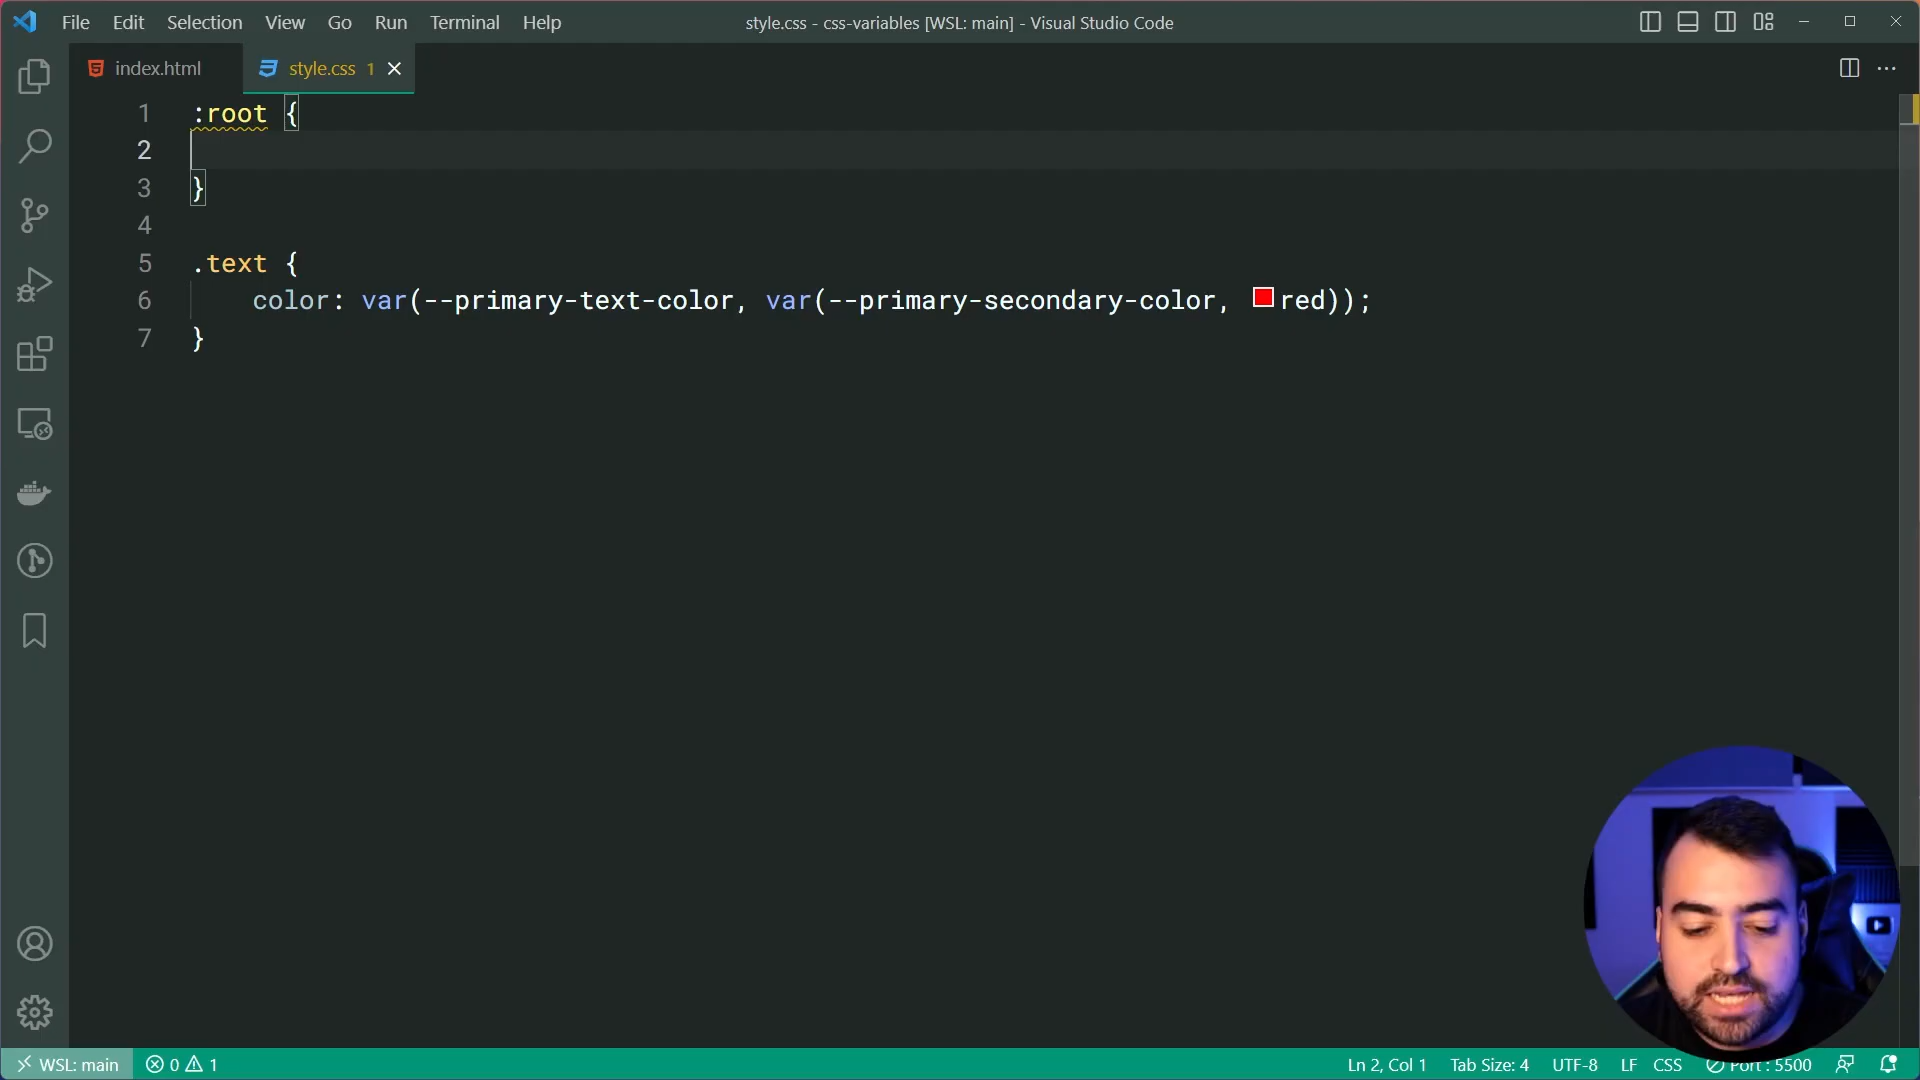 File Edit Selection View Go Run Terminal Help
style.css - css-variables [WSL: main] - Visual Studio Code
index.html
style.css 1
1 :root {
2
3 }
4
5 .text {
6 color: var(--primary-text-color, var(--primary-secondary-color, red));
7 }
WSL: main 0 1 Ln 2, Col 1 Tab Size: 4 UTF-8 LF CSS Port : 5500